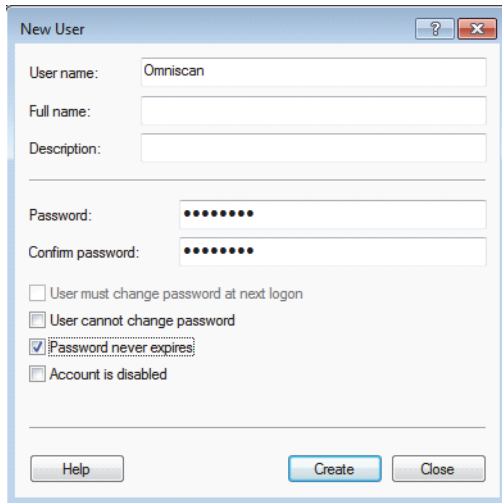 New User
?
User name: Omniscan
Full name:
Description:
Password: ●●●●●●●●
Confirm password: ●●●●●●●●
User must change password at next logon
User cannot change password
Password never expires
Account is disabled
Help Create Close